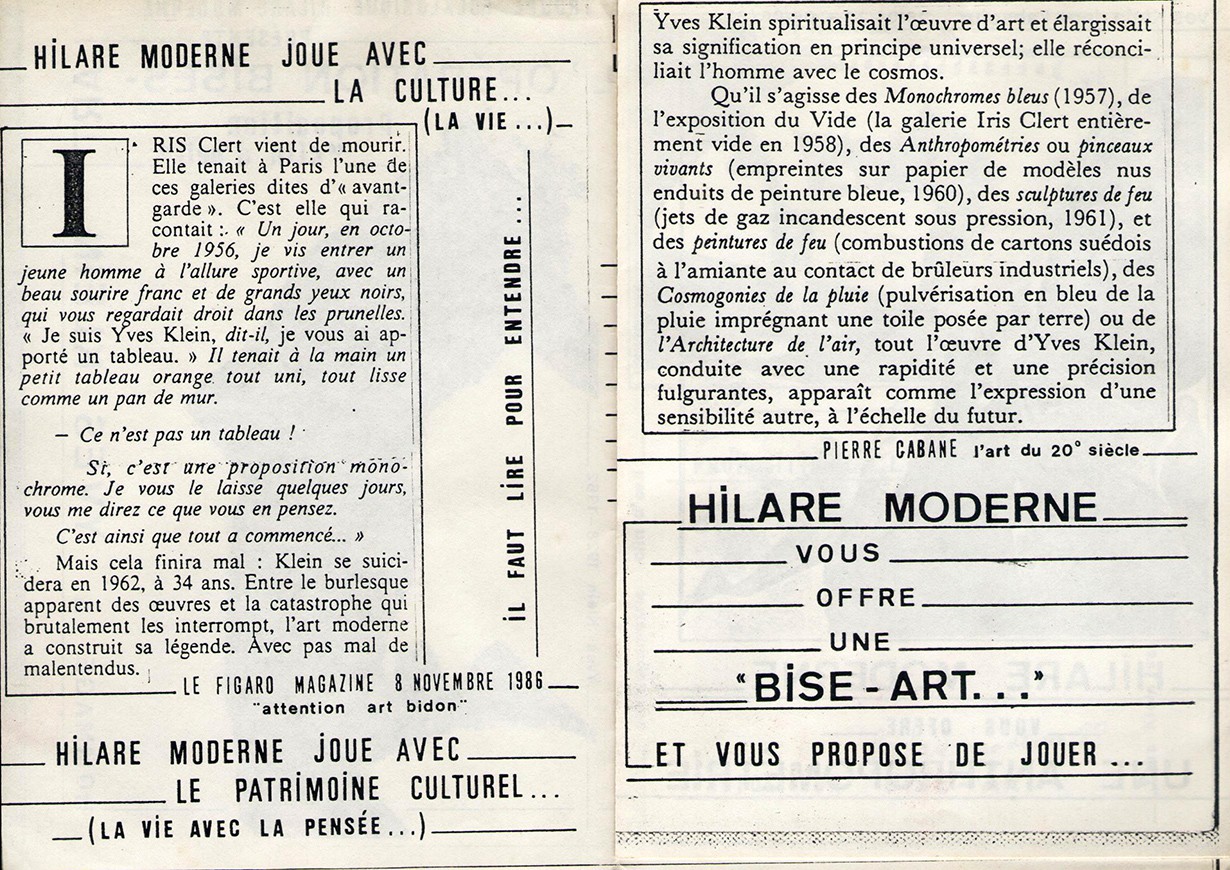 HiLARE MODERNE JOUE AVEC
LA CULTURE...
(LA VIE...)
IRIS Clert vient de mourir.
Elle tenait à Paris l'une de
ces galeries dites d'« avant-
garde ». C'est elle qui ra-
contait : « Un jour, en octo-
bre 1956, je vis entrer un
jeune homme à l'allure sportive, avec un
beau sourire franc et de grands yeux noirs,
qui vous regardait droit dans les prunelles.
« Je suis Yves Klein, dit-il, je vous ai ap-
porté un tableau. » Il tenait à la main un
petit tableau orange tout uni, tout lisse
comme un pan de mur.
– Ce n'est pas un tableau !
Si, c'est une proposition mono-
chrome. Je vous le laisse quelques jours,
vous me direz ce que vous en pensez.
C'est ainsi que tout a commencé... »
Mais cela finira mal : Klein se suici-
dera en 1962, à 34 ans. Entre le burlesque
apparent des œuvres et la catastrophe qui
brutalement les interrompt, l'art moderne
a construit sa légende. Avec pas mal de
malentendus.
LE FIGARO MAGAZINE 8 NOVEMBRE 1986
"attention art bidon"
iL FAUT LiRE POUR ENTENDRE...
HiLARE MODERNE JOUE AVEC
LE PATRiMOiNE CULTUREL...
(LA ViE AVEC LA PENSÉE...)
Yves Klein spiritualisait l'œuvre d'art et élargissait
sa signification en principe universel; elle réconci-
liait l'homme avec le cosmos.
Qu'il s'agisse des Monochromes bleus (1957), de
l'exposition du Vide (la galerie Iris Clert entière-
ment vide en 1958), des Anthropométries ou pinceaux
vivants (empreintes sur papier de modèles nus
enduits de peinture bleue, 1960), des sculptures de feu
(jets de gaz incandescent sous pression, 1961), et
des peintures de feu (combustions de cartons suédois
à l'amiante au contact de brûleurs industriels), des
Cosmogonies de la pluie (pulvérisation en bleu de la
pluie imprégnant une toile posée par terre) ou de
l'Architecture de l'air, tout l'œuvre d'Yves Klein,
conduite avec une rapidité et une précision
fulgurantes, apparaît comme l'expression d'une
sensibilité autre, à l'échelle du futur.
PIERRE CABANE l'art du 20° siècle
HiLARE MODERNE
VOUS
OFFRE
UNE
“BiSE-ART...”
ET VOUS PROPOSE DE JOUER...